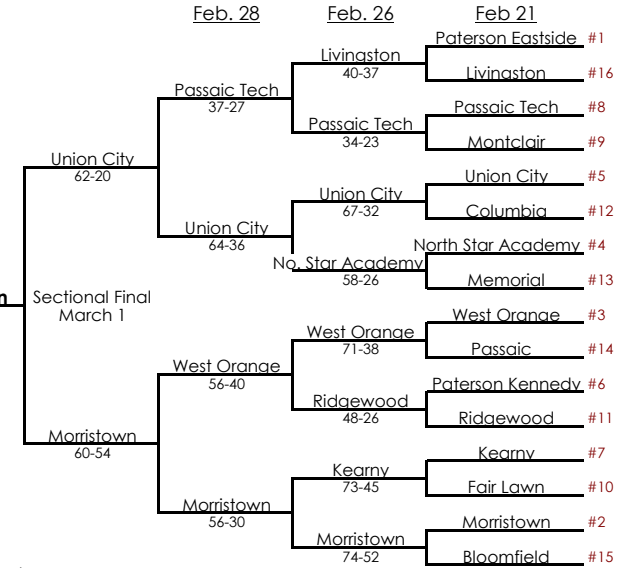 Feb. 28 Feb. 26 Feb 21
Paterson Eastside #1
Livingston
40-37
Livingston #16
Passaic Tech
37-27
Passaic Tech #8
Passaic Tech
34-23
Montclair #9
Union City
62-20
Union City #5
Union City
67-32
Columbia #12
Union City
64-36
North Star Academy #4
No. Star Academy
58-26
Memorial #13
n
Sectional Final
March 1
West Orange #3
West Orange
71-38
Passaic #14
West Orange
56-40
Paterson Kennedy #6
Ridgewood
48-26
Ridgewood #11
Morristown
60-54
Kearny #7
Kearny
73-45
Fair Lawn #10
Morristown
56-30
Morristown #2
Morristown
74-52
Bloomfield #15